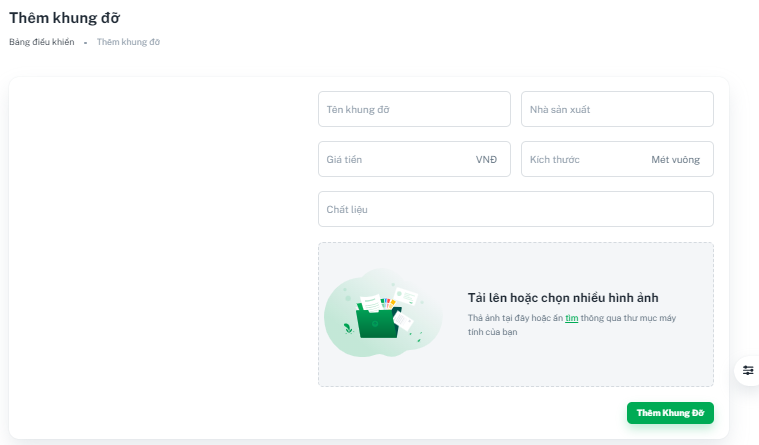 Thêm khung đỡ
Bảng điều khiển • Thêm khung đỡ
Tên khung đỡ
Nhà sản xuất
Giá tiền VNĐ
Kích thước Mét vuông
Chất liệu
Tải lên hoặc chọn nhiều hình ảnh
Thả ảnh tại đây hoặc ấn tìm thông qua thư mục máy
tính của bạn
Thêm Khung Đỡ